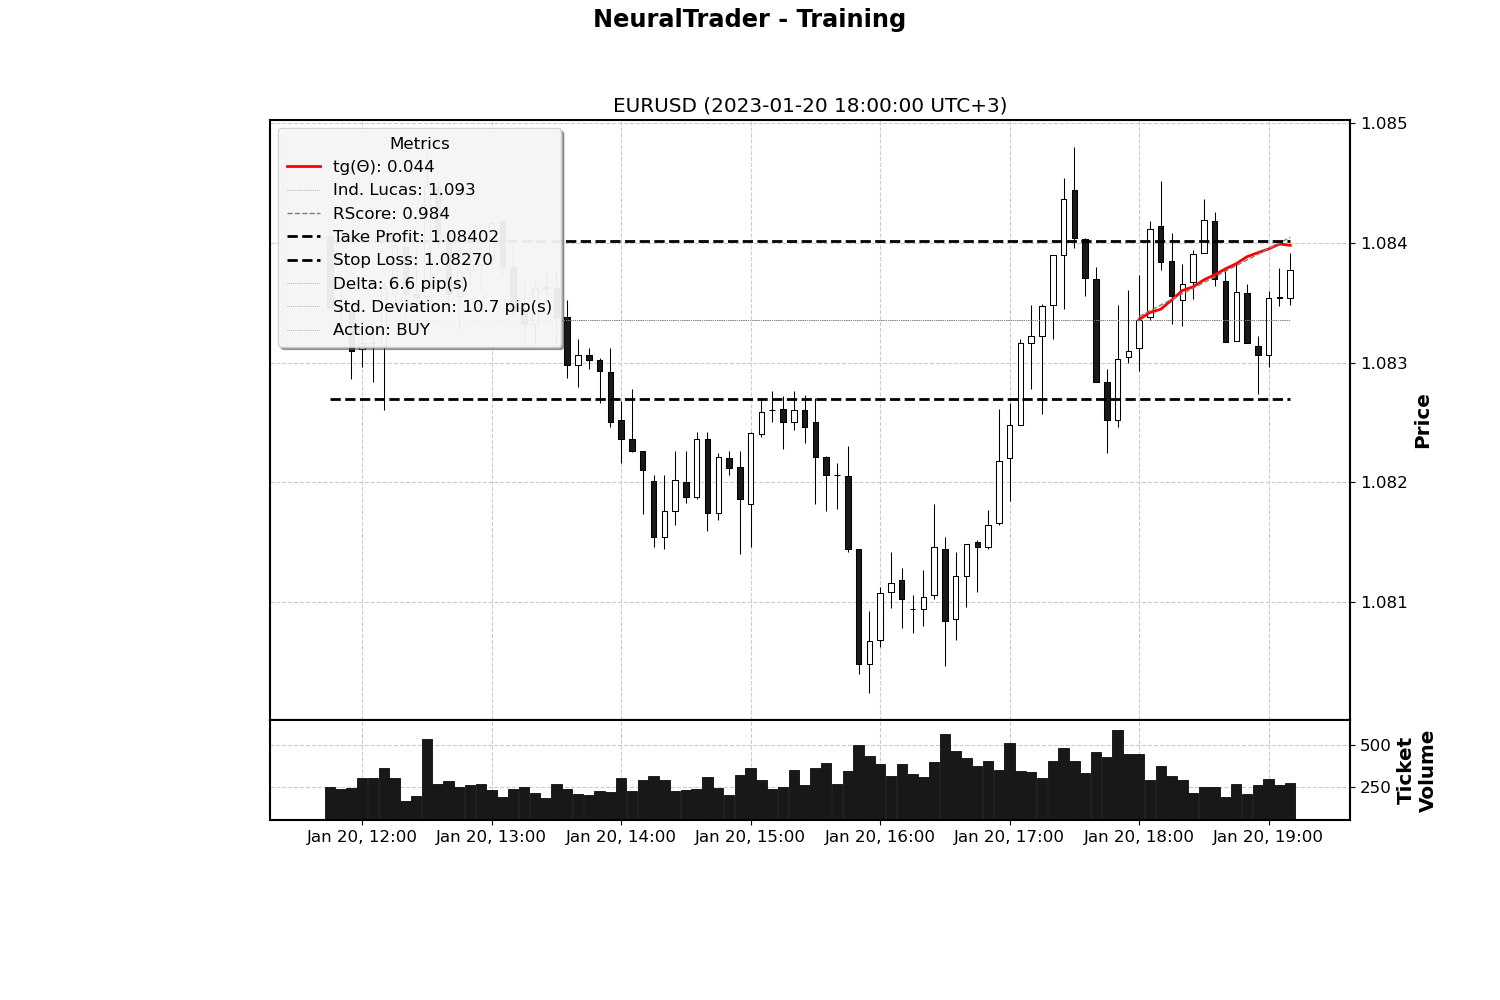 NeuralTrader - Training
EURUSD (2023-01-20 18:00:00 UTC+3)
Metrics
tg(Θ): 0.044
Ind. Lucas: 1.093
RScore: 0.984
Take Profit: 1.08402
Stop Loss: 1.08270
Delta: 6.6 pip(s)
Std. Deviation: 10.7 pip(s)
Action: BUY
1.085
1.084
1.083
1.082
1.081
Price
500
250
Ticket
Volume
Jan 20, 12:00
Jan 20, 13:00
Jan 20, 14:00
Jan 20, 15:00
Jan 20, 16:00
Jan 20, 17:00
Jan 20, 18:00
Jan 20, 19:00